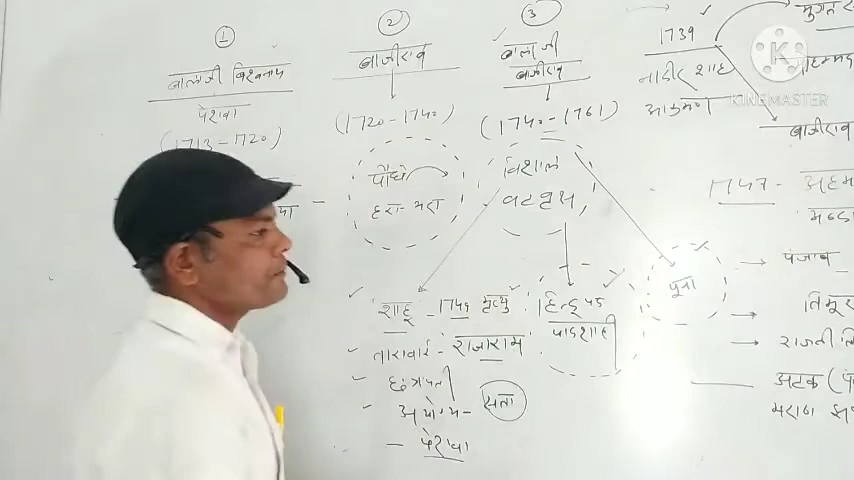 1
बालाजी विश्वनाथ
पेशवा
(1713-1720)
2
बाजीराव
(1720-1740)
पौधे
हरा-भरा
3
बालाजी
बाजीराव
(1740-1761)
विशाल
वटवृक्ष,
1739
नादिर शाह
आक्रमण
मुगल
बाजीराव
K
KINEMASTER
शाहू - 1749 मृत्यु
ताराबाई - राजाराम
छत्रपती
अयोग्य - सत्ता
- पेशवा
हिन्दू पद
पादशाही
पूना
1747 -
पंजाब
अटक
मराठा